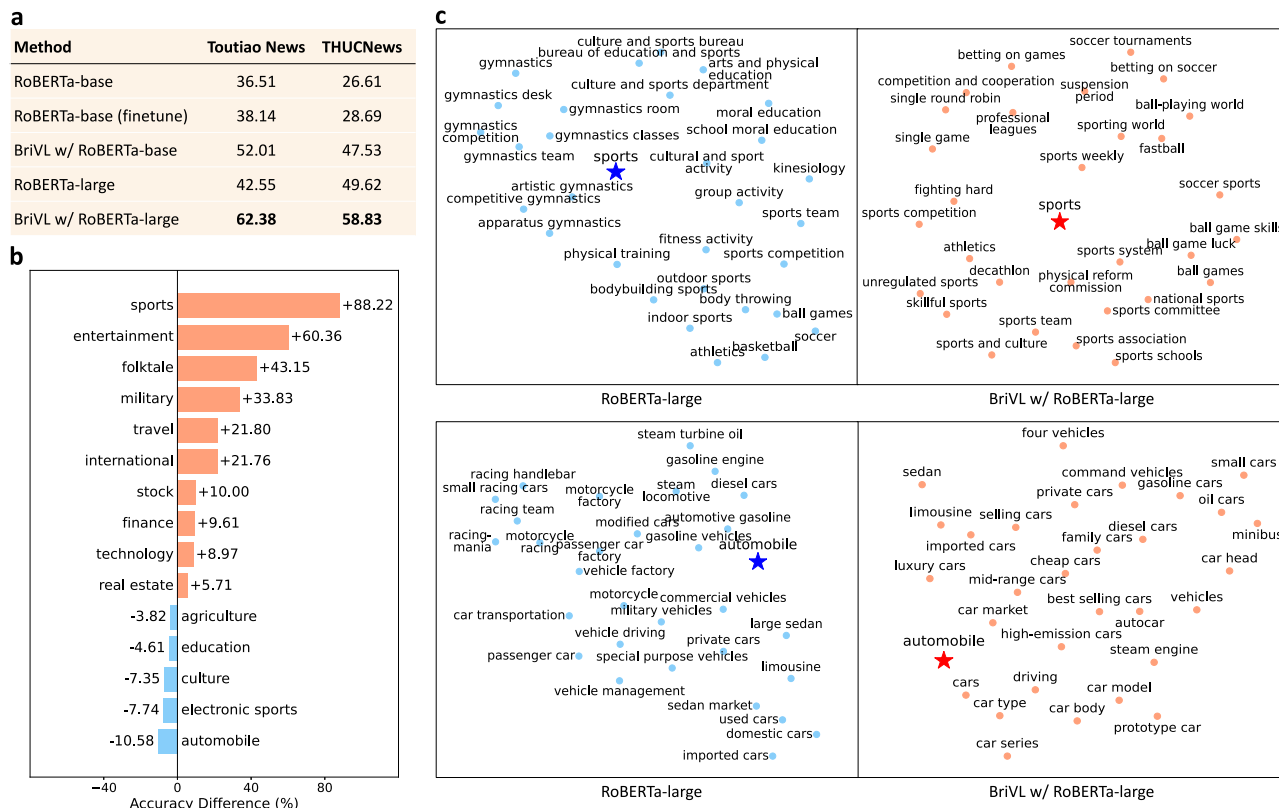 a
Method Toutiao News THUCNews
RoBERTa-base 36.51 26.61
RoBERTa-base (finetune) 38.14 28.69
BriVL w/ RoBERTa-base 52.01 47.53
RoBERTa-large 42.55 49.62
BriVL w/ RoBERTa-large 62.38 58.83
b
sports +88.22
entertainment +60.36
folktale +43.15
military +33.83
travel +21.80
international +21.76
stock +10.00
finance +9.61
technology +8.97
real estate +5.71
-3.82 agriculture
-4.61 education
-7.35 culture
-7.74 electronic sports
-10.58 automobile
−40 0 40 80
Accuracy Difference (%)
c
culture and sports bureau
bureau of education and sports
gymnastics
arts and physical
education
culture and sports department
gymnastics desk
gymnastics room
moral education
gymnastics
competition
gymnastics classes
school moral education
gymnastics team
sports
cultural and sport
activity
kinesiology
artistic gymnastics
competitive gymnastics
group activity
apparatus gymnastics
sports team
fitness activity
physical training
sports competition
outdoor sports
bodybuilding sports
body throwing
indoor sports
ball games
soccer
basketball
athletics
RoBERTa-large
soccer tournaments
betting on games
betting on soccer
competition and cooperation
suspension
period
single round robin
ball-playing world
professional
leagues
sporting world
single game
fastball
sports weekly
fighting hard
soccer sports
sports
sports competition
ball game skills
athletics
sports system
ball game luck
decathlon
physical reform
commission
ball games
unregulated sports
skillful sports
national sports
sports committee
sports team
sports and culture
sports association
sports schools
BriVL w/ RoBERTa-large
steam turbine oil
gasoline engine
racing handlebar
small racing cars
motorcycle
factory
steam
locomotive
diesel cars
racing team
modified cars
automotive gasoline
racing-
mania
motorcycle
racing
passenger car
factory
gasoline vehicles
automobile
vehicle factory
motorcycle
commercial vehicles
car transportation
military vehicles
large sedan
vehicle driving
private cars
passenger car
special purpose vehicles
limousine
vehicle management
sedan market
used cars
domestic cars
imported cars
RoBERTa-large
four vehicles
sedan
command vehicles
small cars
gasoline cars
private cars
oil cars
limousine
selling cars
diesel cars
minibus
imported cars
family cars
luxury cars
cheap cars
car head
mid-range cars
best selling cars
vehicles
car market
autocar
automobile
high-emission cars
steam engine
cars
driving
car model
car type
car body
prototype car
car series
BriVL w/ RoBERTa-large